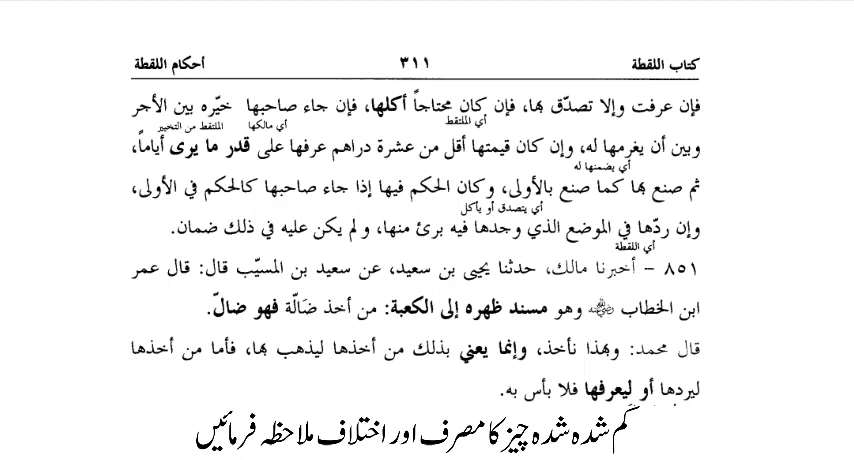 كتاب اللقطة ٣١١ أحكام اللقطة
فإن عرفت وإلا تصدّق بها، فإن كان محتاجاً أكلها، فإن جاء صاحبها خيّره بين الأجر
أي الملتقط أي مالكها الملتقط من التخيير
وبين أن يغرمها له، وإن كان قيمتها أقل من عشرة دراهم عرفها على قدر ما يرى أياماً،
أي يضمنها له
ثم صنع بها كما صنع بالأولى، وكان الحكم فيها إذا جاء صاحبها كالحكم في الأولى،
أي يتصدق أو يأكل
وإن ردّها في الموضع الذي وجدها فيه برئ منها، ولم يكن عليه في ذلك ضمان.
أي اللقطة
٨٥١ - أخبرنا مالك، حدثنا يحيى بن سعيد، عن سعيد بن المسيّب قال: قال عمر
ابن الخطاب ﷛ وهو مسند ظهره إلى الكعبة: من أخذ ضَالّة فهو ضالّ.
قال محمد: وبهذا نأخذ، وإنما يعني بذلك من أخذها ليذهب بها، فأما من أخذها
ليردها أو ليعرفها فلا بأس به.
گم شدہ شدہ چیز کا مصرف اور اختلاف ملاحظہ فرمائیں